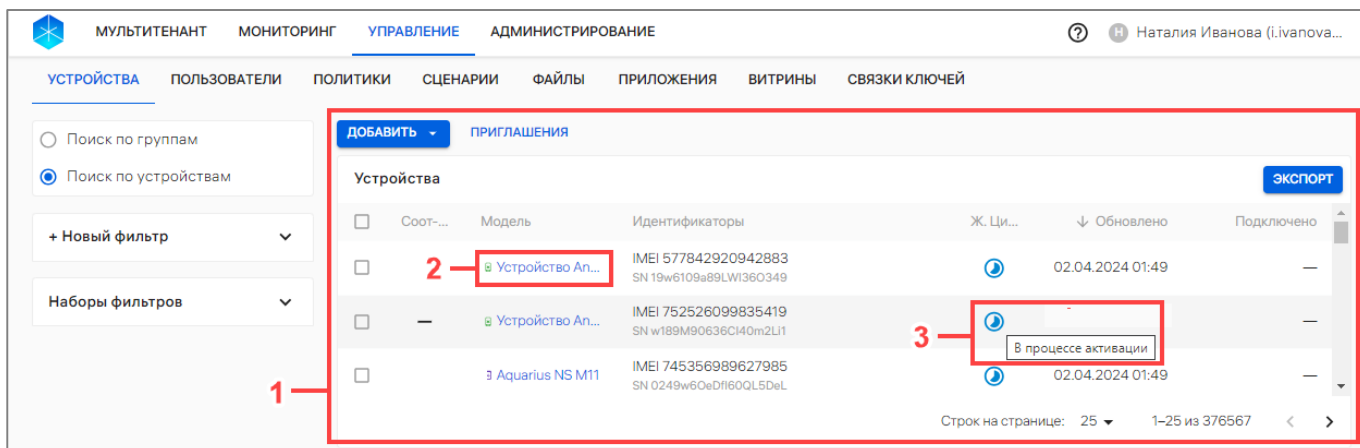 МУЛЬТИТЕНАНТ МОНИТОРИНГ УПРАВЛЕНИЕ АДМИНИСТРИРОВАНИЕ Н Наталия Иванова (i.ivanova...
УСТРОЙСТВА ПОЛЬЗОВАТЕЛИ ПОЛИТИКИ СЦЕНАРИИ ФАЙЛЫ ПРИЛОЖЕНИЯ ВИТРИНЫ СВЯЗКИ КЛЮЧЕЙ
Поиск по группам
Поиск по устройствам
+ Новый фильтр
Наборы фильтров
1
ДОБАВИТЬ ПРИГЛАШЕНИЯ
Устройства ЭКСПОРТ
Соот-... Модель Идентификаторы Ж. Ци... Обновлено Подключено
2 Устройство An... IMEI 577842920942883 02.04.2024 01:49 —
SN 19w6109a89LWI36O349
— Устройство An... IMEI 752526099835419 —
SN w189M90636CI40m2Li1
3 В процессе активации
Aquarius NS M11 IMEI 745356989627985 02.04.2024 01:49 —
SN 0249w6OeDfI60QL5DeL
Строк на странице: 25 1–25 из 376567